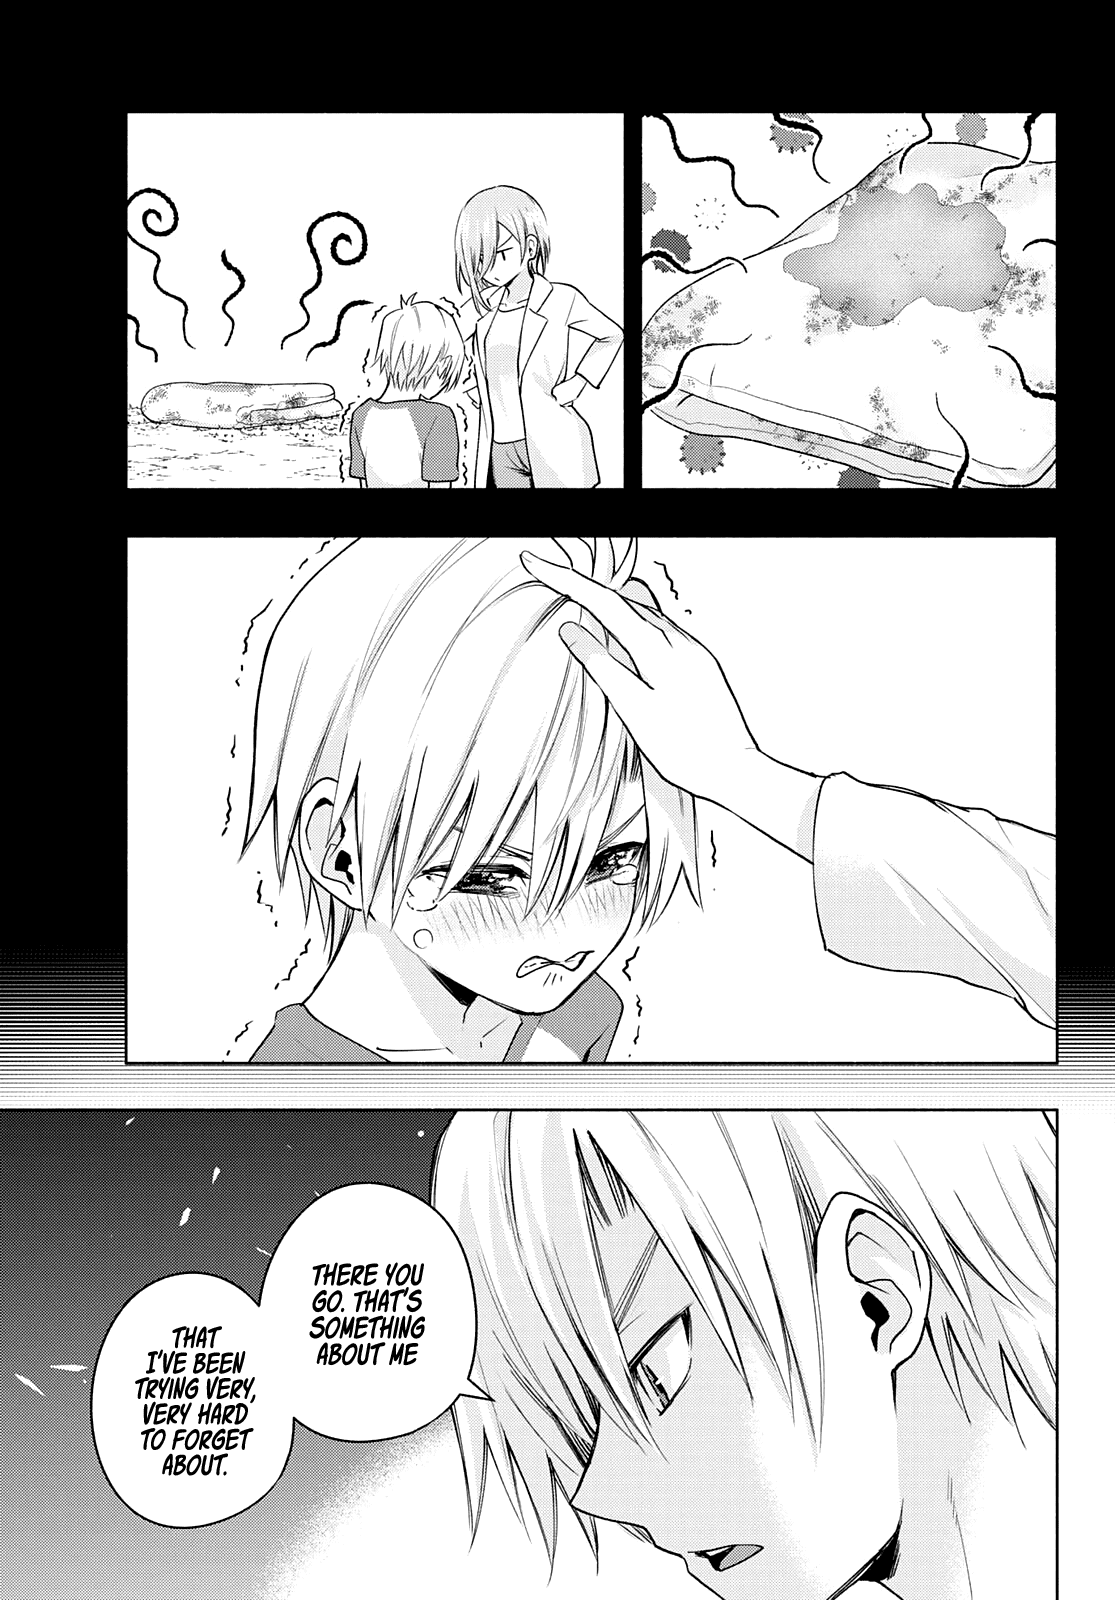 THERE YOU
GO. THAT'S
SOMETHING
ABOUT ME
THAT
I'VE BEEN
TRYING VERY,
VERY HARD
TO FORGET
ABOUT.